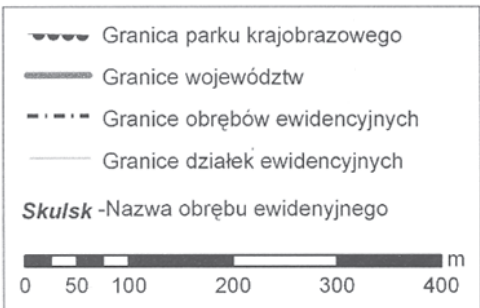 Granica parku krajobrazowego
Granice województw
Granice obrębów ewidencyjnych
Granice działek ewidencyjnych
Skulsk -Nazwa obrębu ewidenyjnego
m
0 50 100 200 300 400